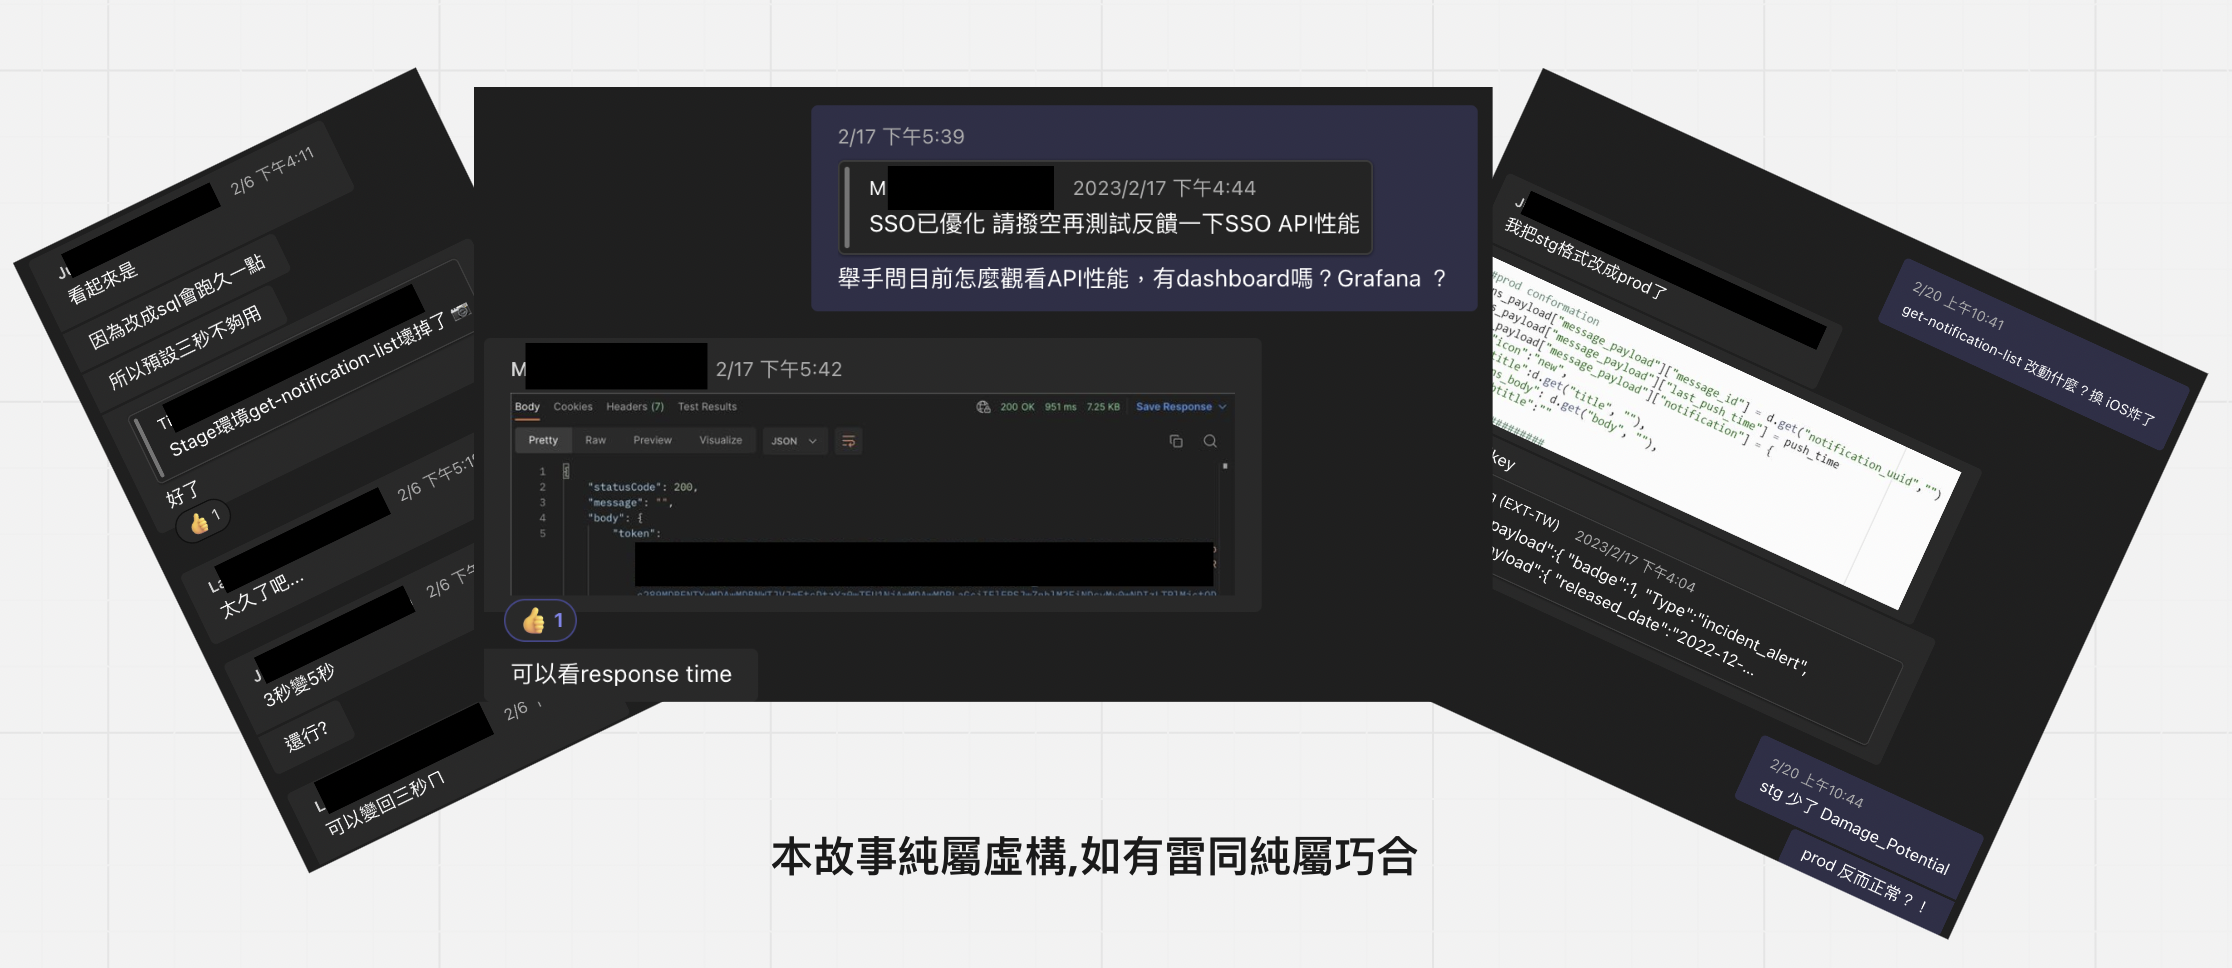 2/6 下午4:11
看起來是
因為改成sql會跑久一點
所以預設三秒不夠用
Ti
Stage環境get-notification-list壞掉了
好了
1
2/6 下午5:1
太久了吧...
2/6 下午
J
3秒變5秒
還行?
2/6
L
可以變回三秒ㄇ
2/17 下午5:39
M 2023/2/17 下午4:44
SSO已優化 請撥空再測試反饋一下SSO API性能
舉手問目前怎麼觀看API性能，有dashboard嗎？Grafana ？
M 2/17 下午5:42
Body Cookies Headers (7) Test Results 200 OK 951 ms 7.25 KB Save Response
Pretty Raw Preview Visualize JSON
1 {
2 "statusCode": 200,
3 "message": "",
4 "body": {
5 "token":
1
可以看response time
2/20 上午10:41
get-notification-list 改動什麼？換 iOS炸了
J
我把stg格式改成prod了
#prod conformation
ns_payload["message_payload"]["message_id"] = d.get("notification_uuid","")
s_payload["message_payload"]["last_push_time"] = push_time
_payload["message_payload"]["notification"] = {
"icon":"new",
title":d.get("title", ""),
ns_body": d.get("body", ""),
btitle":""
#########
key
(EXT-TW) 2023/2/17 下午4:04
payload":{ "badge":1, "Type":"incident_alert",
yload":{ "released_date":"2022-12-...
2/20 上午10:44
stg 少了 Damage_Potential
prod 反而正常？！
本故事純屬虛構,如有雷同純屬巧合